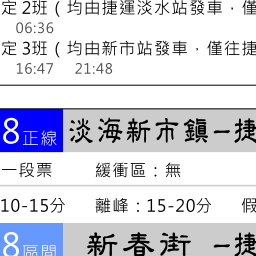 定 2班（均由捷運淡水站發車，僅
06:36
定 3班（均由新市站發車，僅往捷
16:47 21:48
8正線 淡海新市鎮－捷
一段票 緩衝區：無
10-15分 離峰：15-20分 假
8區間 新春街 －捷